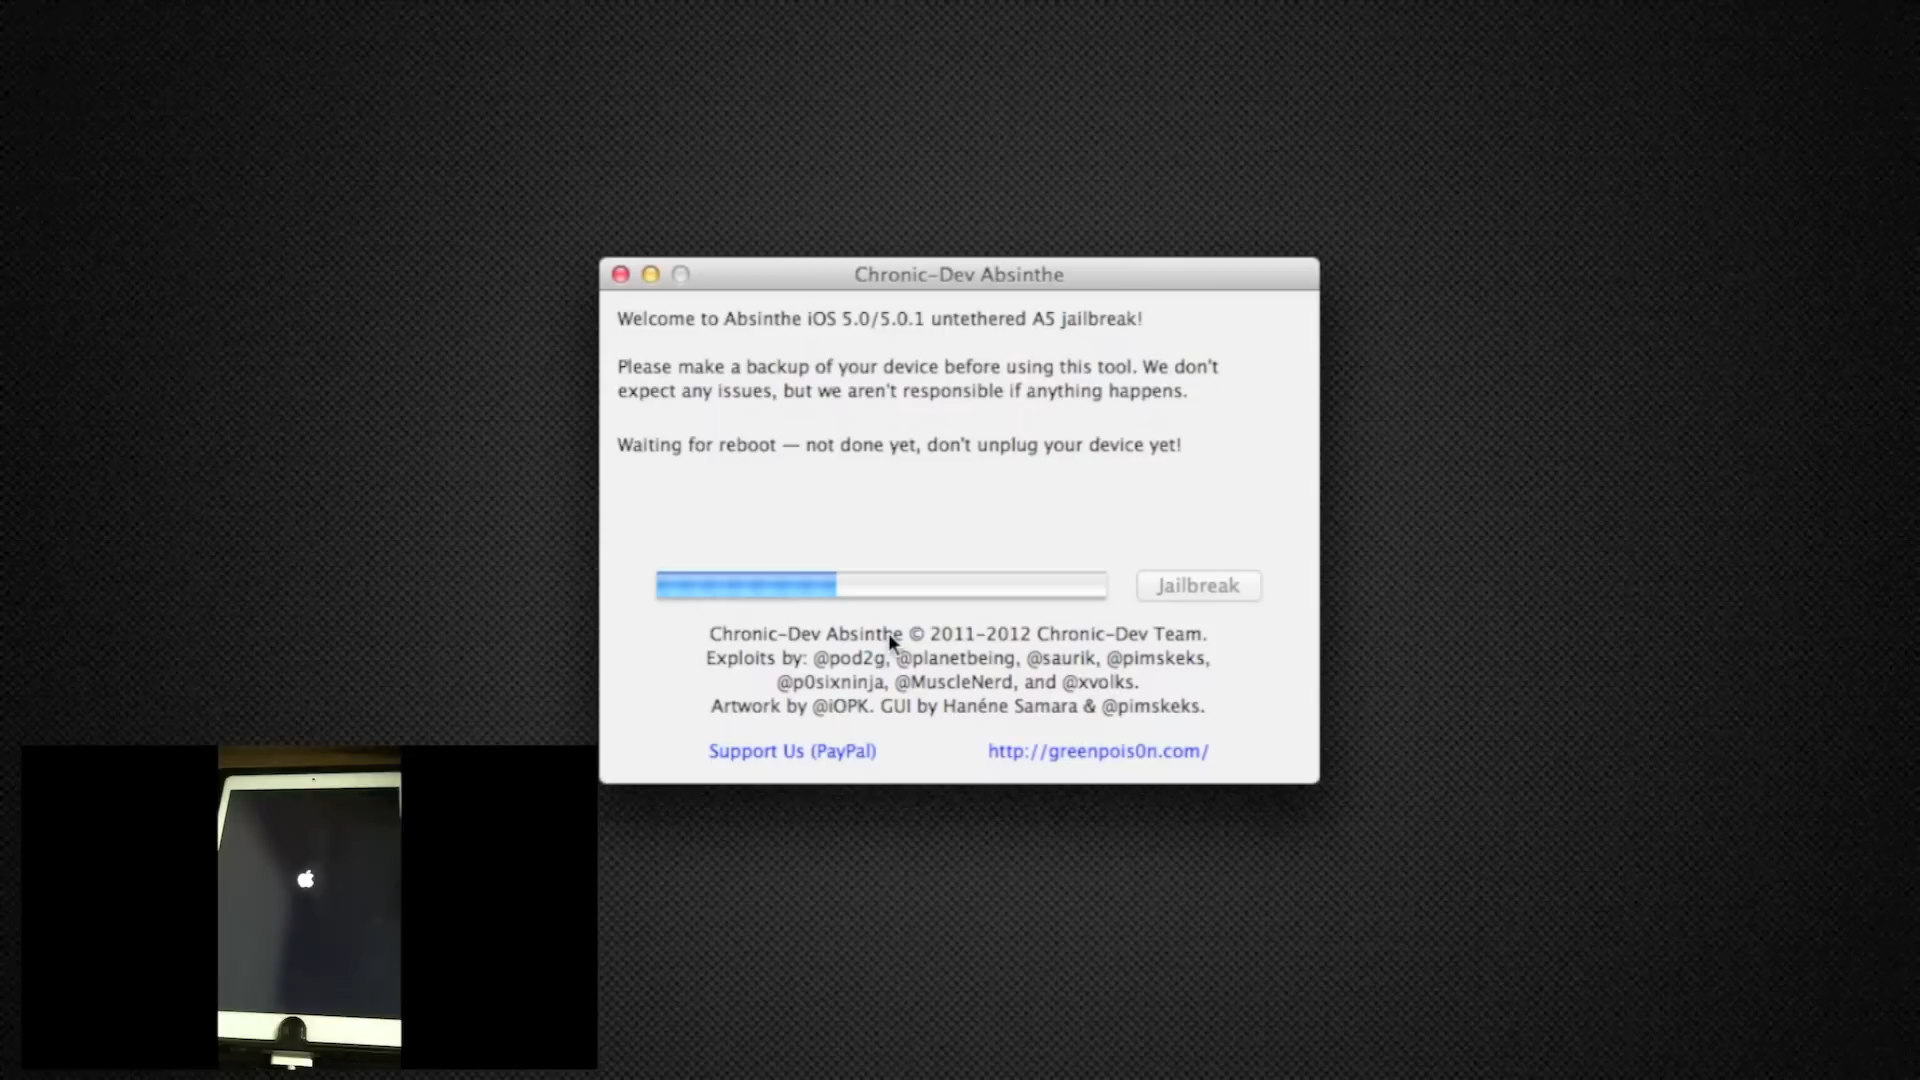 Chronic-Dev Absinthe
Welcome to Absinthe iOS 5.0/5.0.1 untethered A5 jailbreak!
Please make a backup of your device before using this tool. We don't
expect any issues, but we aren't responsible if anything happens.
Waiting for reboot — not done yet, don't unplug your device yet!
Jailbreak
Chronic-Dev Absinthe © 2011-2012 Chronic-Dev Team.
Exploits by: @pod2g, @planetbeing, @saurik, @pimskeks,
@p0sixninja, @MuscleNerd, and @xvolks.
Artwork by @iOPK. GUI by Hanéne Samara & @pimskeks.
Support Us (PayPal)
http://greenpois0n.com/